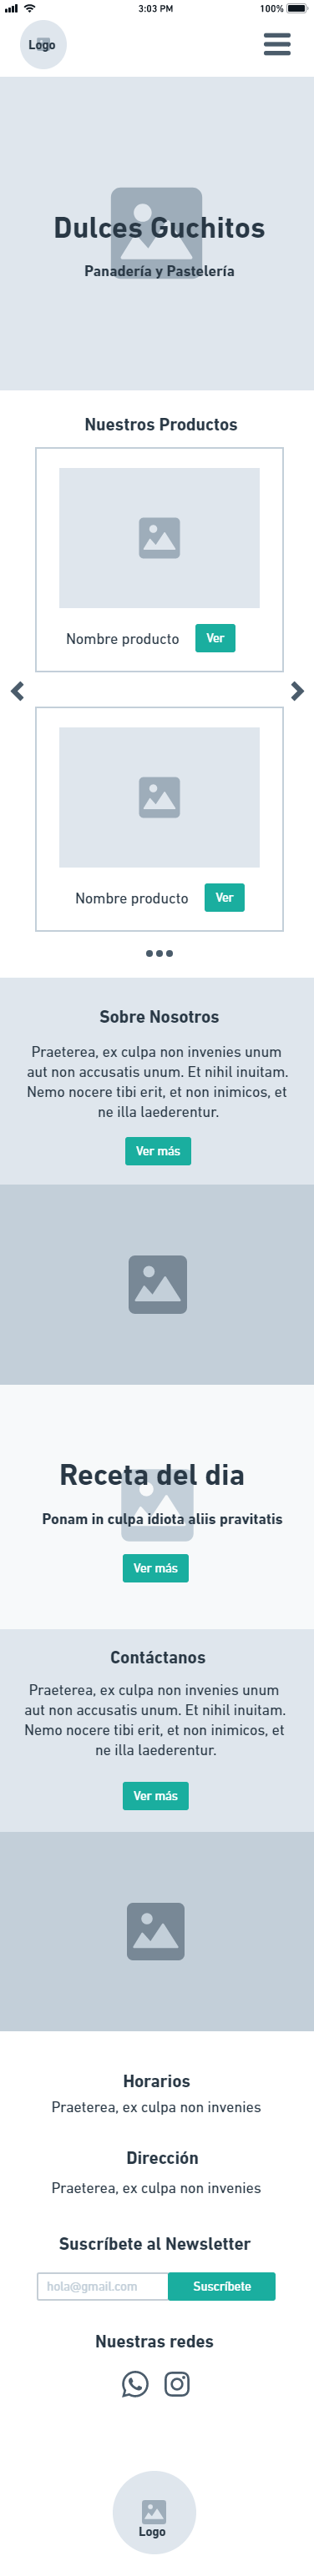 3:03 PM
100%
Logo
Dulces Guchitos
Panadería y Pastelería
Nuestros Productos
Nombre producto
Ver
Nombre producto
Ver
Sobre Nosotros
Praeterea, ex culpa non invenies unum
aut non accusatis unum. Et nihil inuitam.
Nemo nocere tibi erit, et non inimicos, et
ne illa laederentur.
Ver más
Receta del dia
Ponam in culpa idiota aliis pravitatis
Ver más
Contáctanos
Praeterea, ex culpa non invenies unum
aut non accusatis unum. Et nihil inuitam.
Nemo nocere tibi erit, et non inimicos, et
ne illa laederentur.
Ver más
Horarios
Praeterea, ex culpa non invenies
Dirección
Praeterea, ex culpa non invenies
Suscríbete al Newsletter
hola@gmail.com
Suscríbete
Nuestras redes
Logo